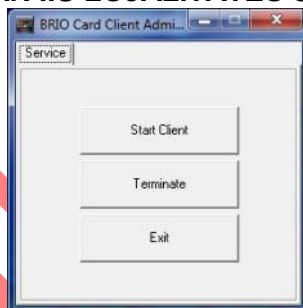 BRIO Card Client Admi...
Service
Start Client
Terminate
Exit